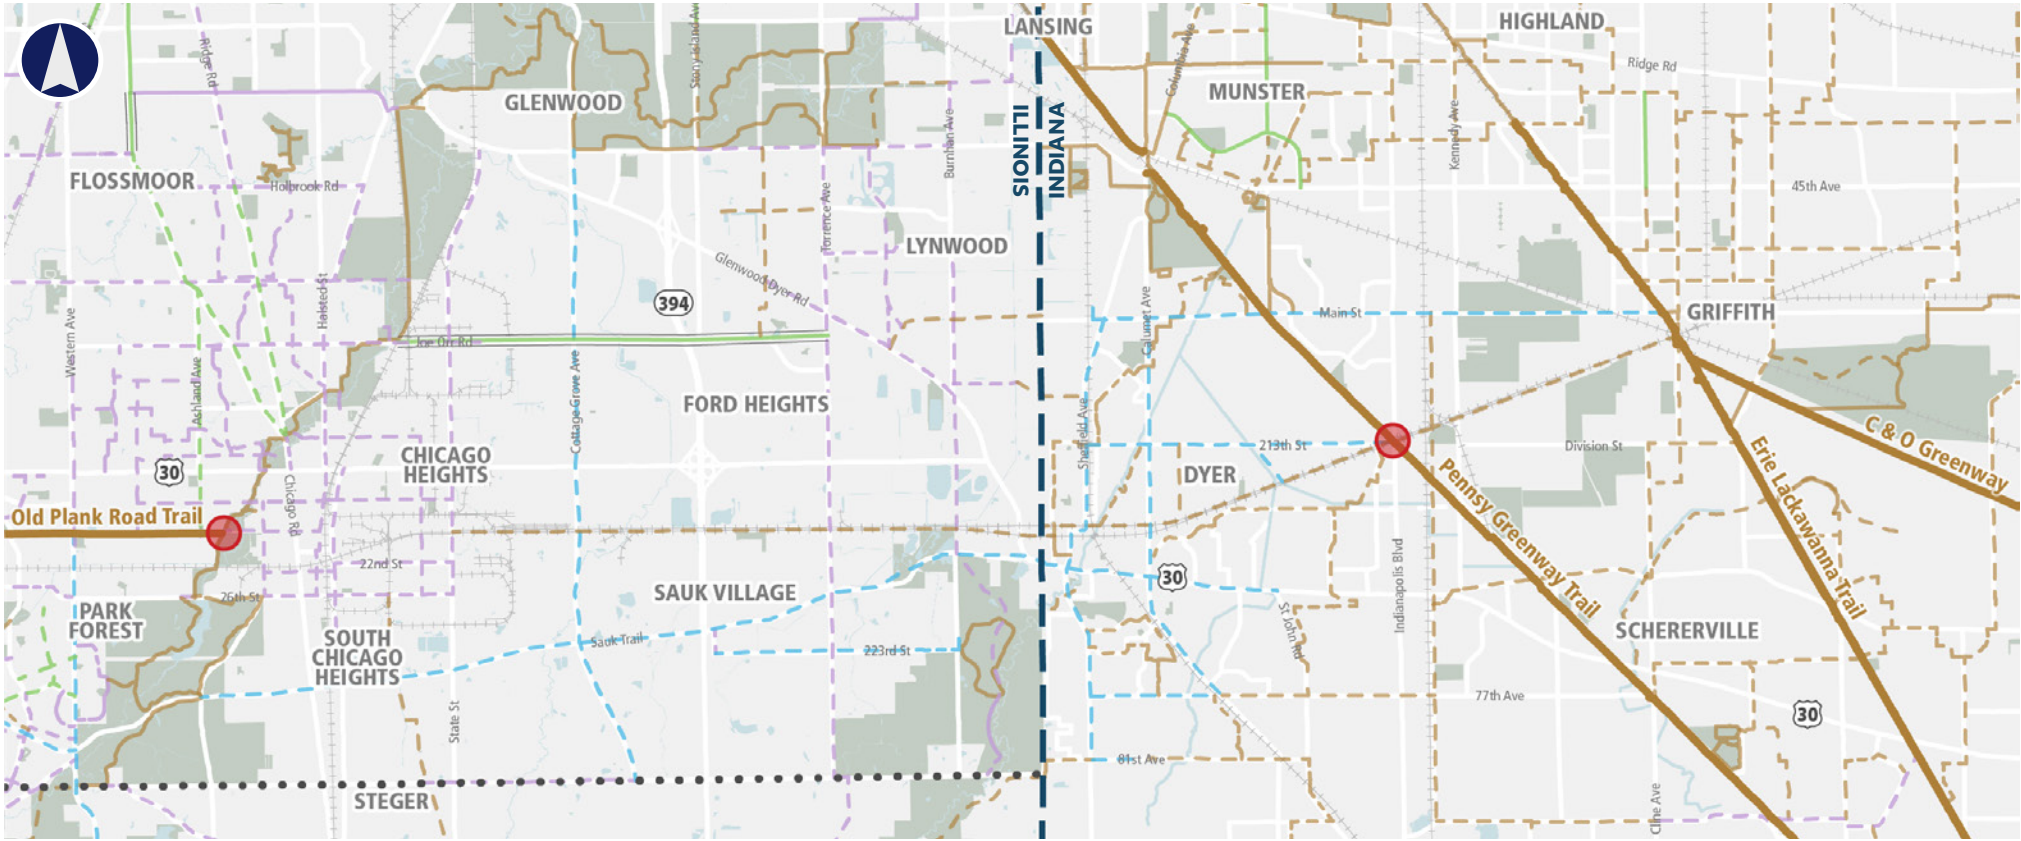 LANSING
HIGHLAND
Ridge Rd
Stony Island Ave
Columbia Ave
Ridge Rd
GLENWOOD
MUNSTER
ILLINOIS
INDIANA
Burnham Ave
Kennedy Ave
FLOSSMOOR
Holbrook Rd
45th Ave
Torrence Ave
LYNWOOD
Glenwood Dyer Rd
394
Halsted St
Western Ave
Joe Orr Rd
Calumet Ave
Main St
GRIFFITH
Ashland Ave
Cottage Grove Ave
FORD HEIGHTS
Sheffield Ave
213th St
Division St
C & O Greenway
CHICAGO
HEIGHTS
30
DYER
Chicago Rd
Old Plank Road Trail
Pennsy Greenway Trail
Erie Lackawanna Trail
22nd St
26th St
SAUK VILLAGE
30
Indianapolis Blvd
PARK
FOREST
SOUTH
CHICAGO
HEIGHTS
Sauk Trail
223rd St
St John Rd
SCHERERVILLE
State St
77th Ave
30
81st Ave
STEGER
Cline Ave